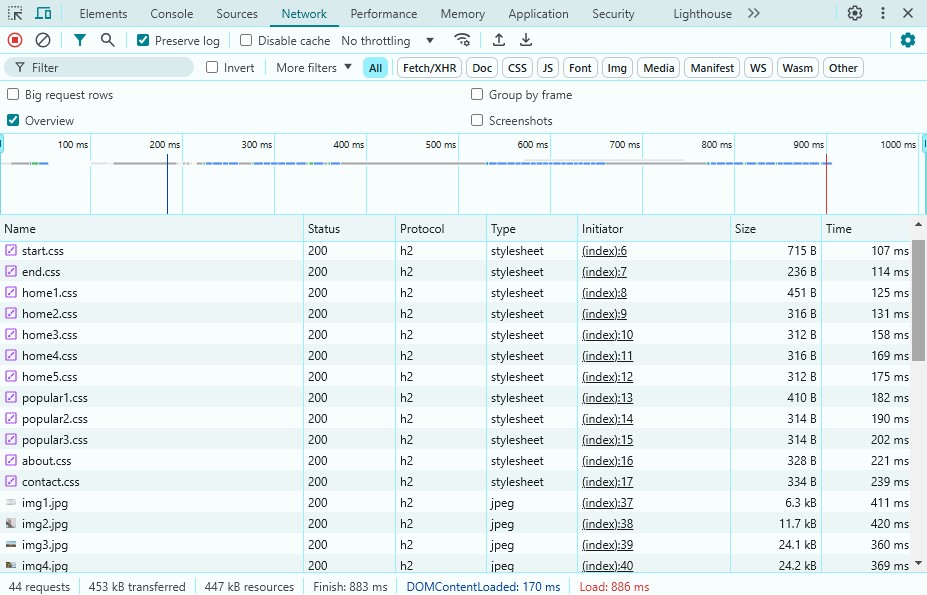 Elements Console Sources Network Performance Memory Application Security Lighthouse
Preserve log Disable cache No throttling
Filter Invert More filters All Fetch/XHR Doc CSS JS Font Img Media Manifest WS Wasm Other
Big request rows Group by frame
Overview Screenshots
100 ms 200 ms 300 ms 400 ms 500 ms 600 ms 700 ms 800 ms 900 ms 1000 ms
Name Status Protocol Type Initiator Size Time
start.css 200 h2 stylesheet (index):6 715 B 107 ms
end.css 200 h2 stylesheet (index):7 236 B 114 ms
home1.css 200 h2 stylesheet (index):8 451 B 125 ms
home2.css 200 h2 stylesheet (index):9 316 B 131 ms
home3.css 200 h2 stylesheet (index):10 312 B 158 ms
home4.css 200 h2 stylesheet (index):11 316 B 169 ms
home5.css 200 h2 stylesheet (index):12 312 B 175 ms
popular1.css 200 h2 stylesheet (index):13 410 B 182 ms
popular2.css 200 h2 stylesheet (index):14 314 B 190 ms
popular3.css 200 h2 stylesheet (index):15 314 B 202 ms
about.css 200 h2 stylesheet (index):16 328 B 221 ms
contact.css 200 h2 stylesheet (index):17 334 B 239 ms
img1.jpg 200 h2 jpeg (index):37 6.3 kB 411 ms
img2.jpg 200 h2 jpeg (index):38 11.7 kB 420 ms
img3.jpg 200 h2 jpeg (index):39 24.1 kB 360 ms
img4.jpg 200 h2 jpeg (index):40 24.2 kB 369 ms
44 requests 453 kB transferred 447 kB resources Finish: 883 ms DOMContentLoaded: 170 ms Load: 886 ms